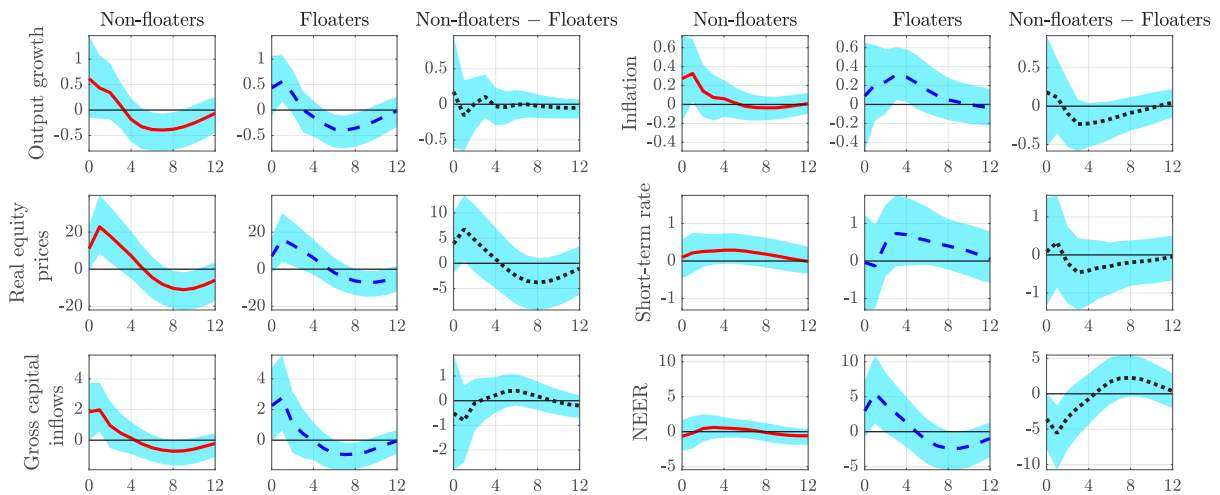 Non-floaters Floaters Non-floaters − Floaters Non-floaters Floaters Non-floaters − Floaters
Output growth
1 0.5 0 -0.5
0 4 8 12
1 0.5 0 -0.5
0 4 8 12
0.5 0 -0.5
0 4 8 12
Inflation
0.6 0.4 0.2 0 -0.2 -0.4
0 4 8 12
0.6 0.4 0.2 0 -0.2 -0.4
0 4 8 12
0.5 0 -0.5
0 4 8 12
Real equity
prices
20 0 -22
0 4 8 12
20 0 -22
0 4 8 12
10 5 0 -5
0 4 8 12
Short-term rate
1 0 -1
0 4 8 12
1 0 -1
0 4 8 12
1 0 -1
0 4 8 12
Gross capital
inflows
4 2 0
0 4 8 12
4 2 0
0 4 8 12
1 0 -1 -2
0 4 8 12
NEER
10 5 0 -5
0 4 8 12
10 5 0 -5
0 4 8 12
5 0 -5 -10
0 4 8 12